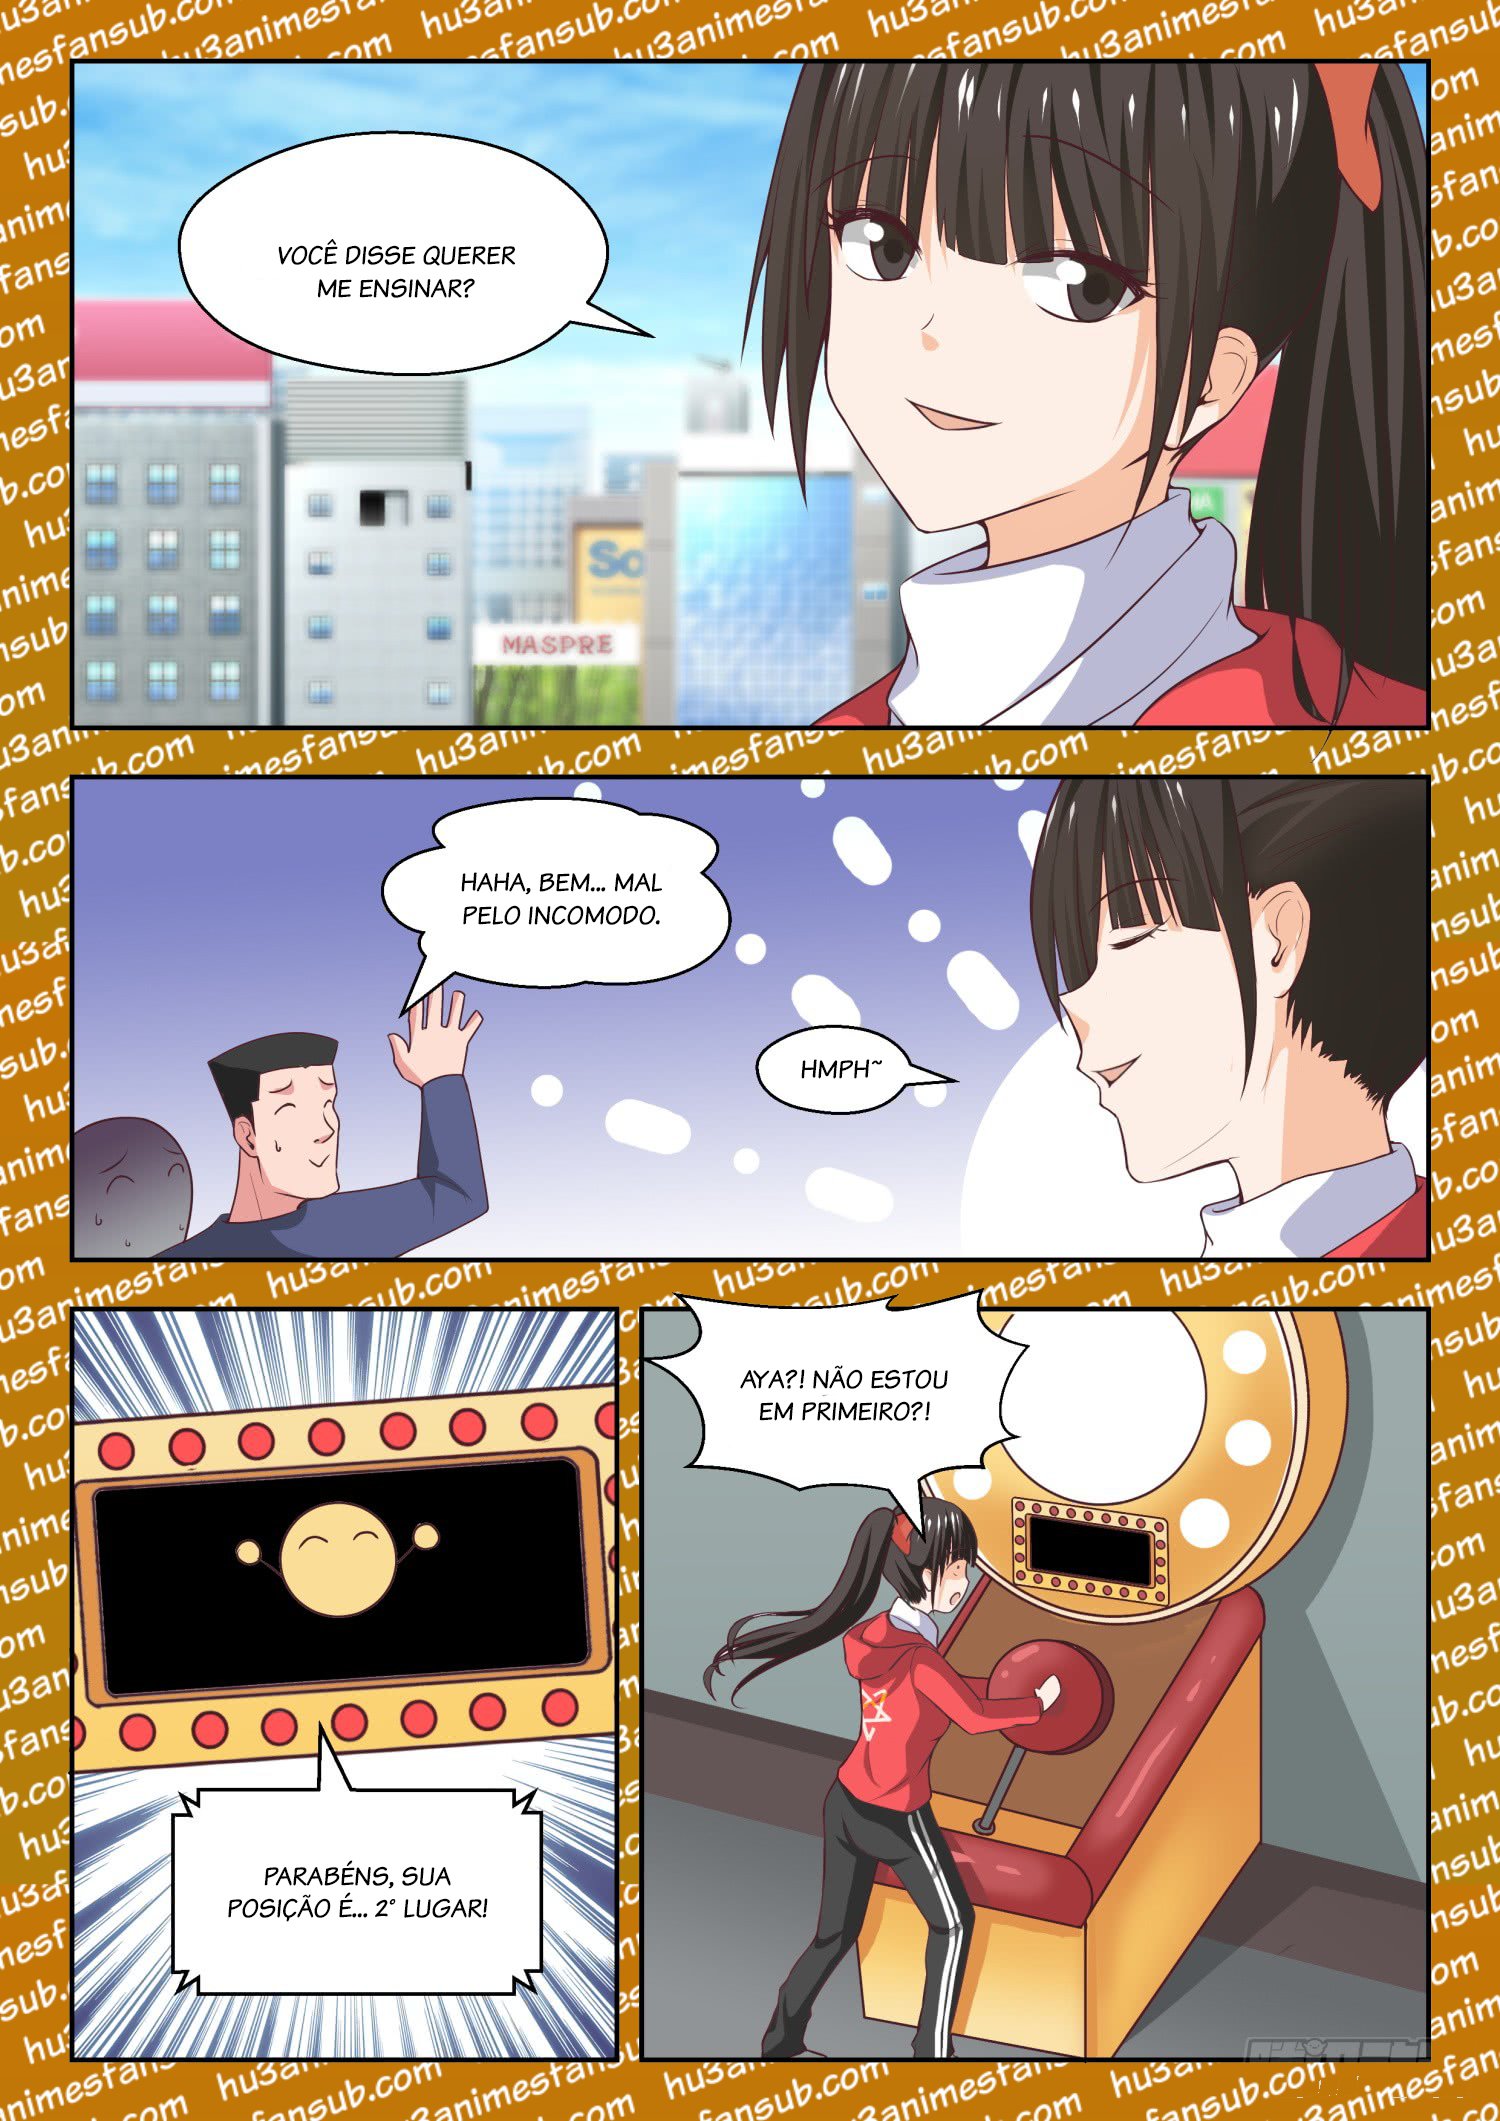 VOCÊ DISSE QUERER
ME ENSINAR?
So
MASPRE
HAHA, BEM... MAL
PELO INCOMODO.
HMPH~
AYA?! NÃO ESTOU
EM PRIMEIRO?!
PARABÉNS, SUA
POSIÇÃO É... 2° LUGAR!
hu3animesfansub.com